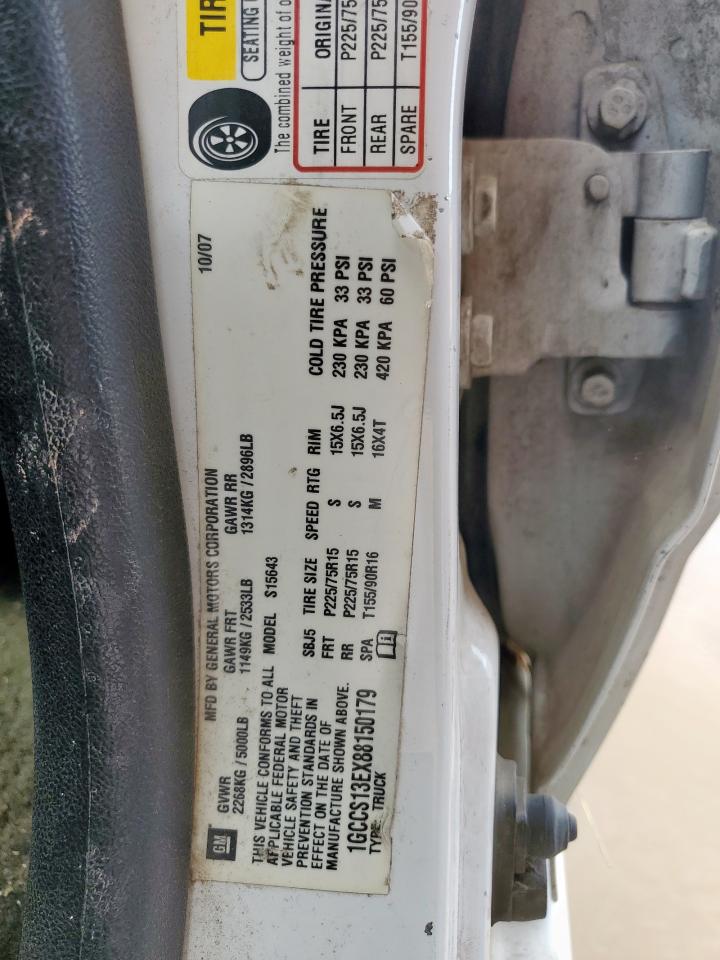 TIR
SEATING
The combined weight of o
TIRE ORIGINA
FRONT P225/75
REAR P225/75
SPARE T155/90
GM
MFD BY GENERAL MOTORS CORPORATION 10/07
GVWR GAWR FRT GAWR RR
2268KG/5000LB 1149KG/2533LB 1314KG/2896LB
THIS VEHICLE CONFORMS TO ALL
APPLICABLE FEDERAL MOTOR
VEHICLE SAFETY AND THEFT
PREVENTION STANDARDS IN
EFFECT ON THE DATE OF
MANUFACTURE SHOWN ABOVE.
1GCCS13EX88150179
TYPE: TRUCK
MODEL S15643
SBJ5 TIRE SIZE SPEED RTG RIM COLD TIRE PRESSURE
FRT P225/75R15 S 15X6.5J 230 KPA 33 PSI
RR P225/75R15 S 15X6.5J 230 KPA 33 PSI
SPA T155/90R16 M 16X4T 420 KPA 60 PSI
i